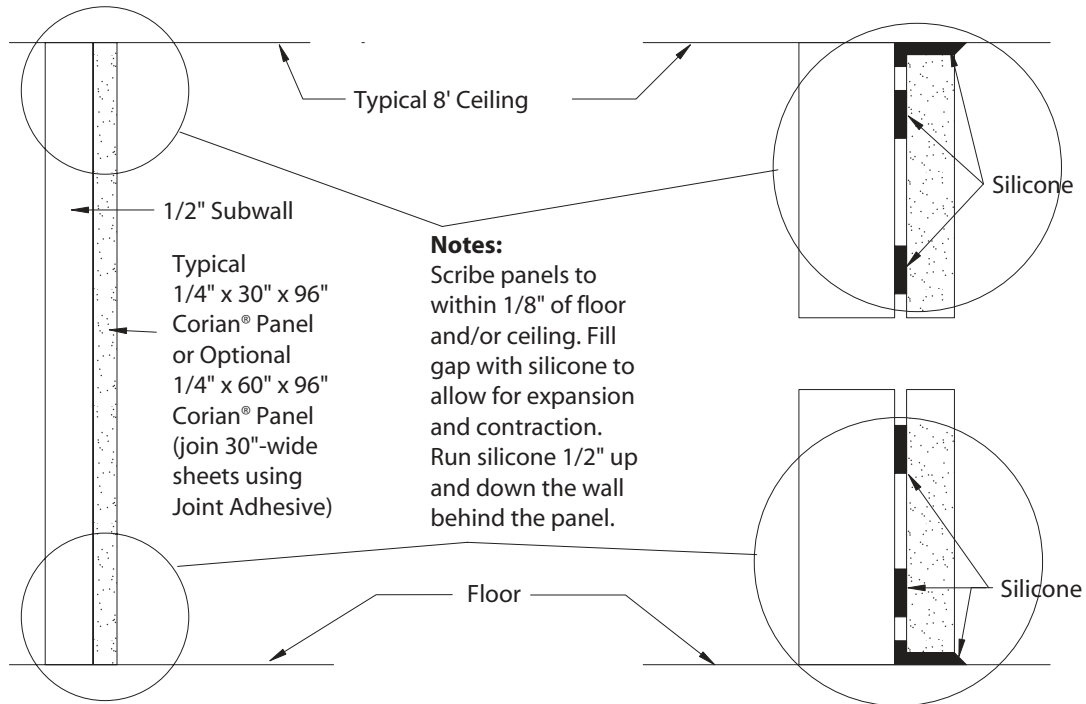 Typical 8' Ceiling
Silicone
1/2" Subwall
Typical
1/4" x 30" x 96"
Corian® Panel
or Optional
1/4" x 60" x 96"
Corian® Panel
(join 30"-wide
sheets using
Joint Adhesive)
Notes:
Scribe panels to
within 1/8" of floor
and/or ceiling. Fill
gap with silicone to
allow for expansion
and contraction.
Run silicone 1/2" up
and down the wall
behind the panel.
Floor
Silicone